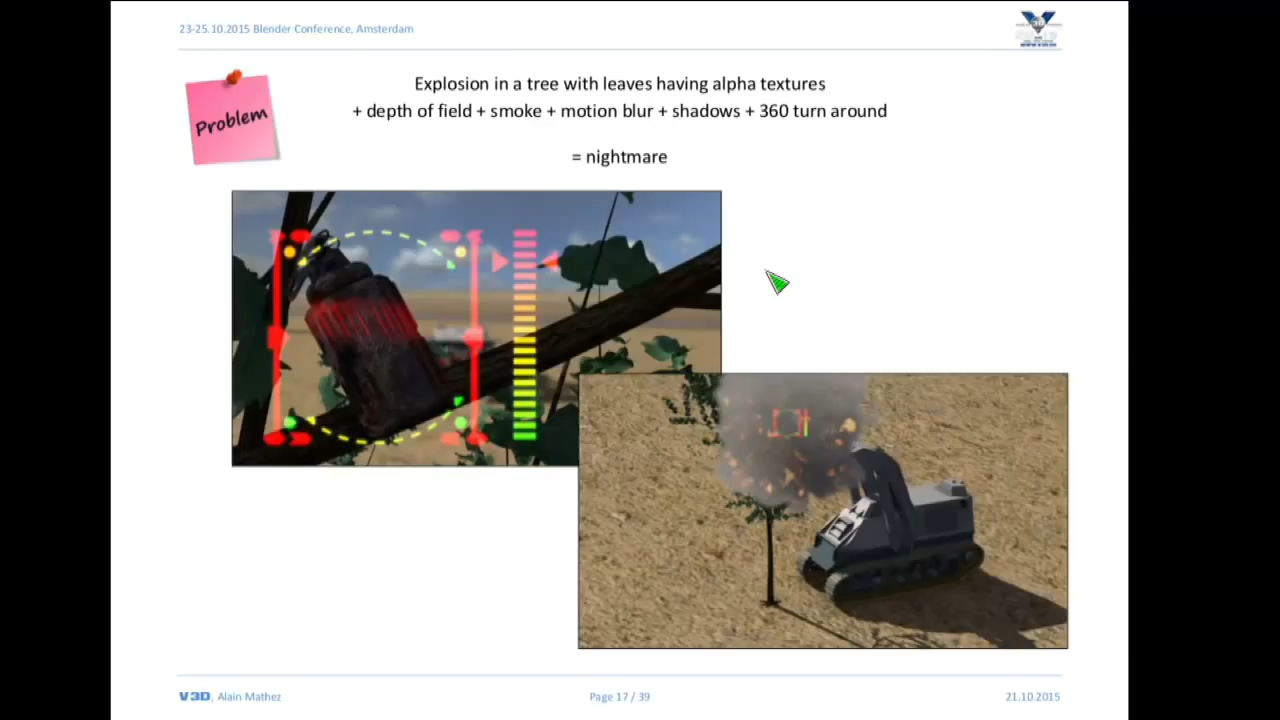 23-25.10.2015 Blender Conference, Amsterdam
Problem
Explosion in a tree with leaves having alpha textures
+ depth of field + smoke + motion blur + shadows + 360 turn around
= nightmare
V3D, Alain Mathez
Page 17 / 39
21.10.2015